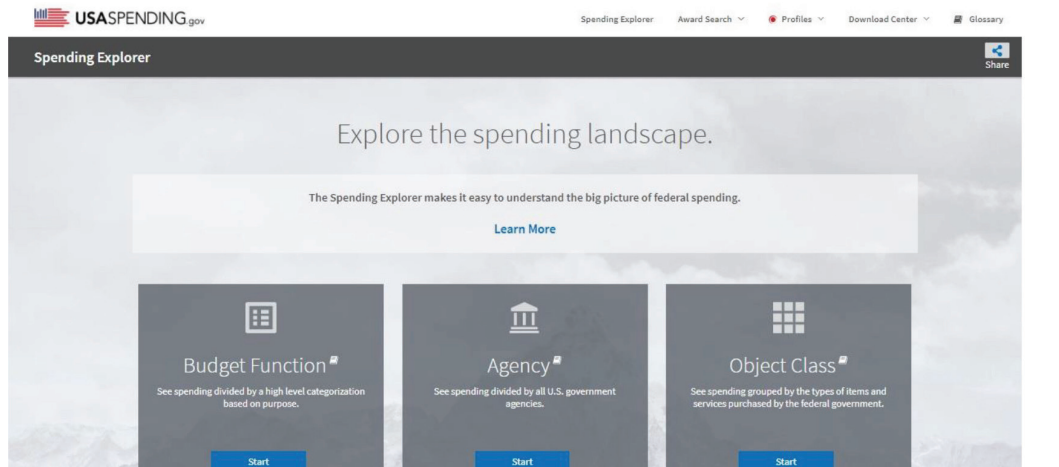 USASPENDING.gov
Spending Explorer
Award Search
Profiles
Download Center
Glossary
Spending Explorer
Share
Explore the spending landscape.
The Spending Explorer makes it easy to understand the big picture of federal spending.
Learn More
Budget Function
See spending divided by a high level categorization
based on purpose.
Start
Agency
See spending divided by all U.S. government
agencies.
Start
Object Class
See spending grouped by the types of items and
services purchased by the federal government.
Start